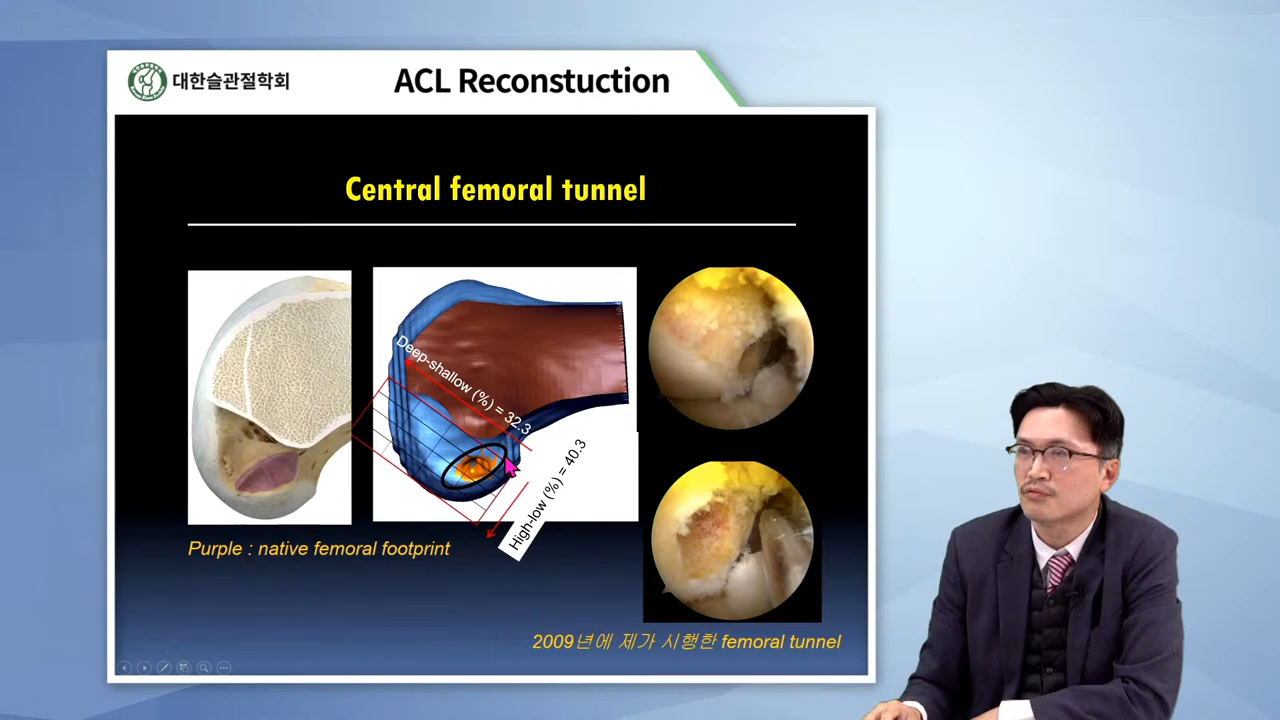 대한슬관절학회
ACL Reconstuction
Central femoral tunnel
Deep-shallow (%) = 32.3
High-low (%) = 40.3
Purple : native femoral footprint
2009년에 제가 시행한 femoral tunnel